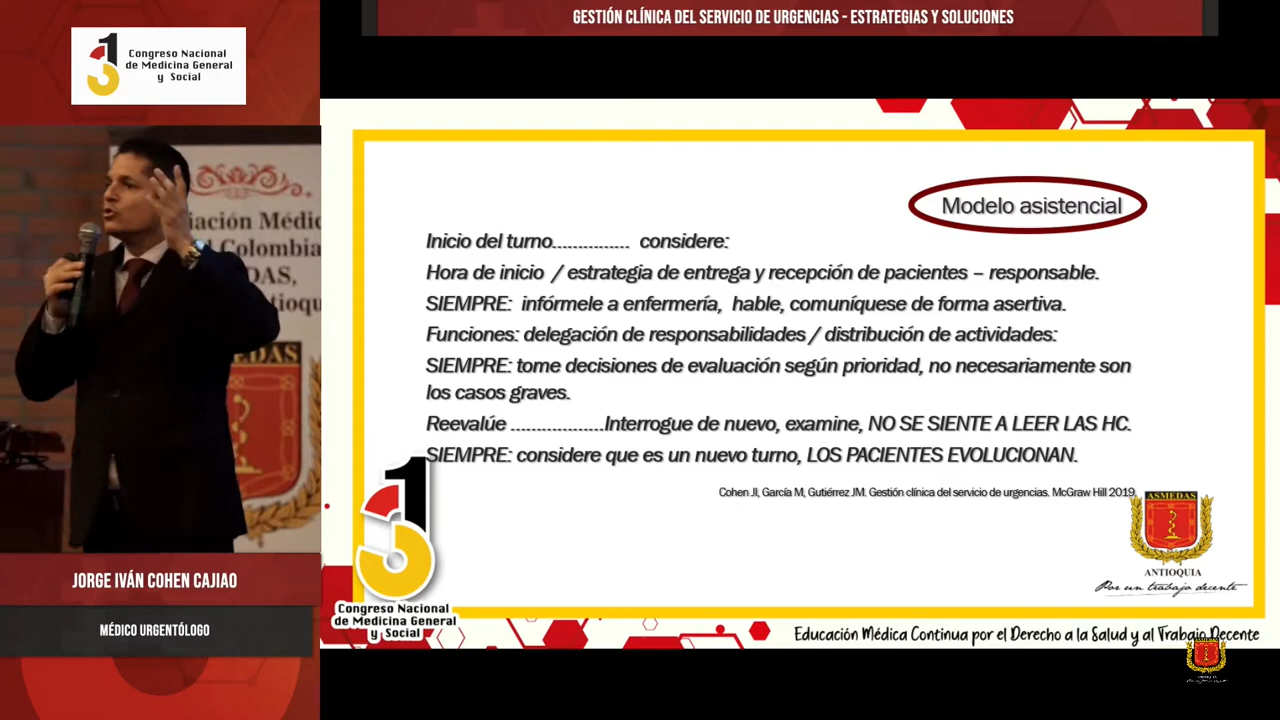 GESTIÓN CLÍNICA DEL SERVICIO DE URGENCIAS - ESTRATEGIAS Y SOLUCIONES
Congreso Nacional
de Medicina General
y Social
iación Médic
Colombia
DAS,
ntioqu
DAS
JORGE IVÁN COHEN CAJIAO
MÉDICO URGENTÓLOGO
Modelo asistencial
Inicio del turno............... considere:
Hora de inicio / estrategia de entrega y recepción de pacientes – responsable.
SIEMPRE: infórmele a enfermería, hable, comuníquese de forma asertiva.
Funciones: delegación de responsabilidades / distribución de actividades:
SIEMPRE: tome decisiones de evaluación según prioridad, no necesariamente son
los casos graves.
Reevalúe ..................Interrogue de nuevo, examine, NO SE SIENTE A LEER LAS HC.
SIEMPRE: considere que es un nuevo turno, LOS PACIENTES EVOLUCIONAN.
Cohen JI, García M, Gutiérrez JM. Gestión clínica del servicio de urgencias. McGraw Hill 2019.
ASMEDAS
ANTIOQUIA
Por un trabajo decente
Congreso Nacional
de Medicina General
y Social
Educación Médica Continua por el Derecho a la Salud y al Trabajo Decente